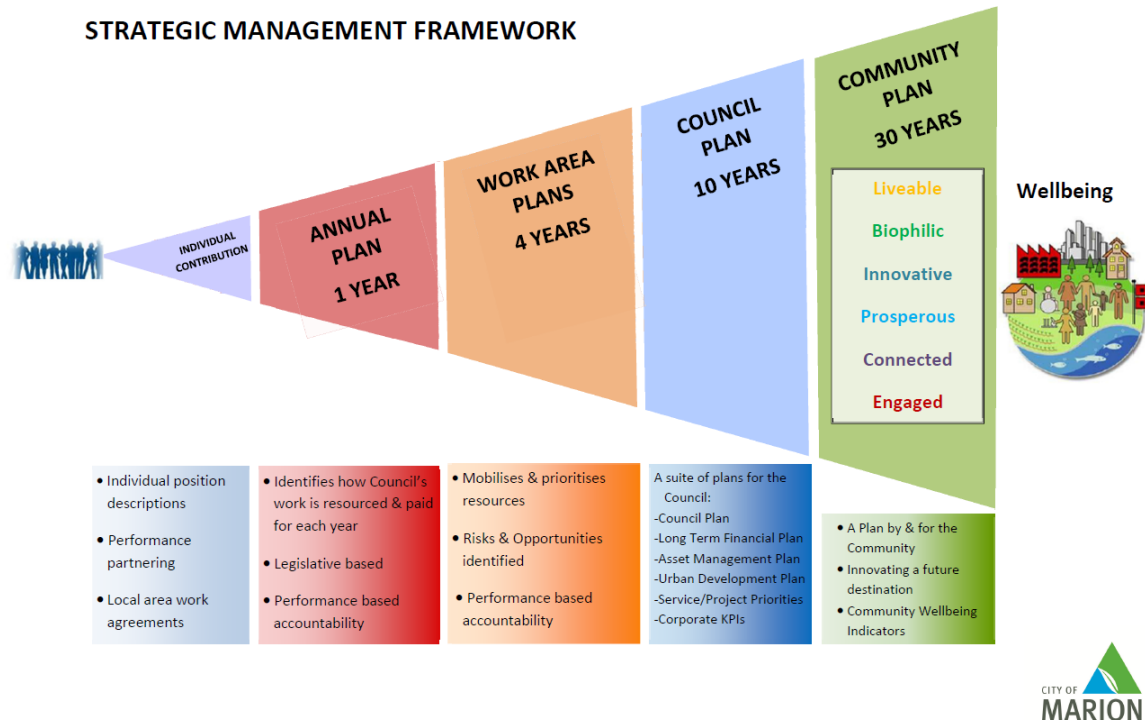 STRATEGIC MANAGEMENT FRAMEWORK
INDIVIDUAL
CONTRIBUTION
ANNUAL
PLAN
1 YEAR
WORK AREA
PLANS
4 YEARS
COUNCIL
PLAN
10 YEARS
COMMUNITY
PLAN
30 YEARS
Liveable
Biophilic
Innovative
Prosperous
Connected
Engaged
Wellbeing
• Individual position
descriptions
• Performance
partnering
• Local area work
agreements
• Identifies how Council's
work is resourced & paid
for each year
• Legislative based
• Performance based
accountability
• Mobilises & prioritises
resources
• Risks & Opportunities
identified
• Performance based
accountability
A suite of plans for the
Council:
-Council Plan
-Long Term Financial Plan
-Asset Management Plan
-Urban Development Plan
-Service/Project Priorities
-Corporate KPIs
• A Plan by & for the
Community
• Innovating a future
destination
• Community Wellbeing
Indicators
CITY OF
MARION